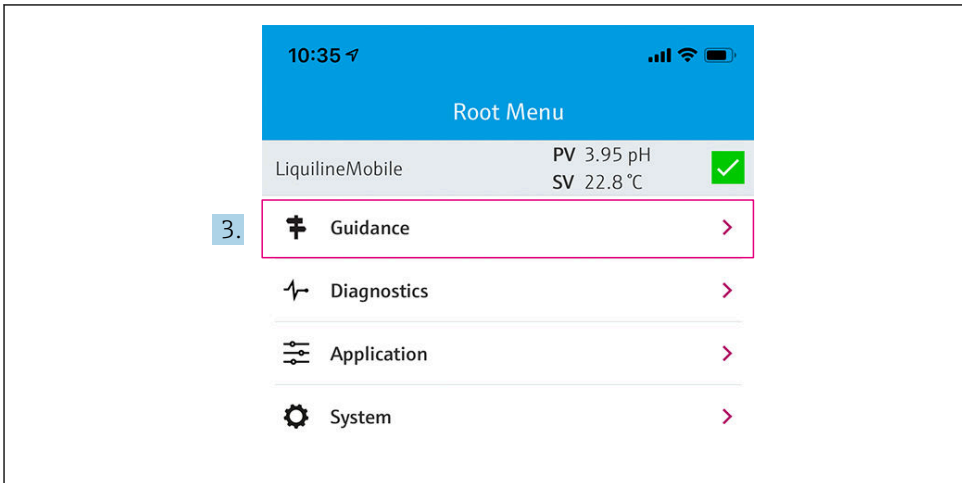 10:35
Root Menu
LiquilineMobile
PV 3.95 pH
SV 22.8 °C
3.
Guidance
Diagnostics
Application
System